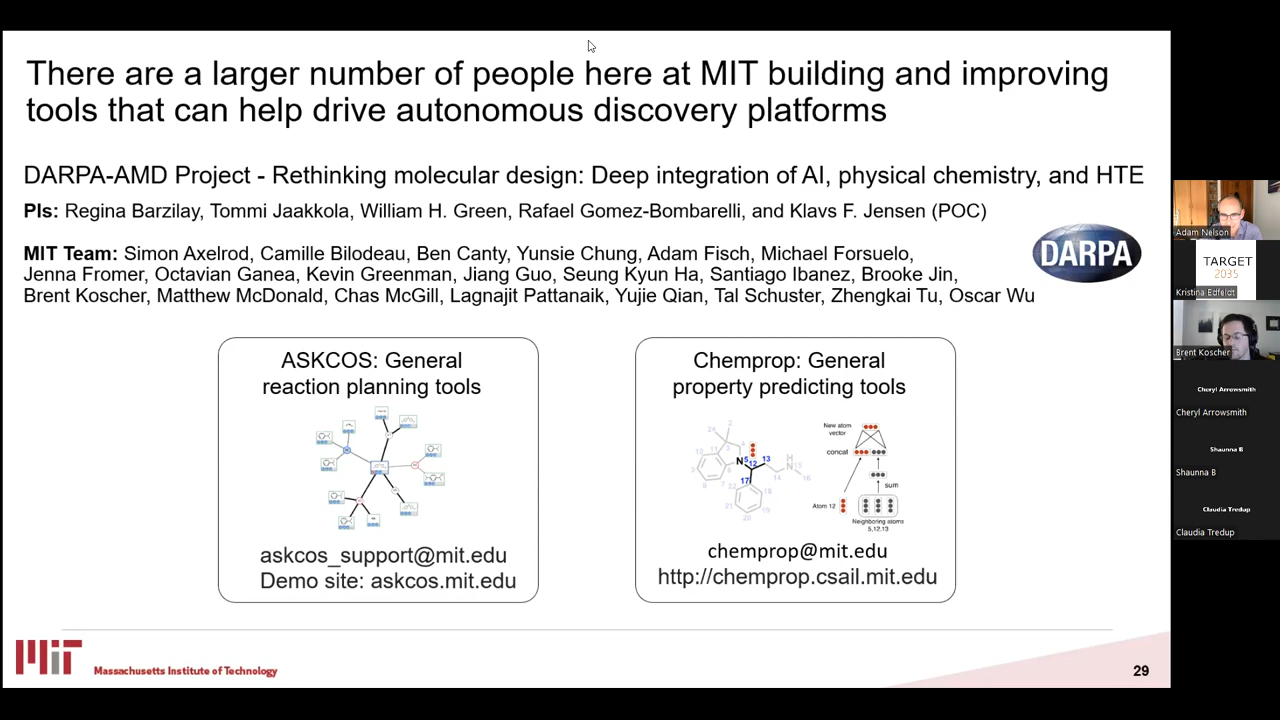 There are a larger number of people here at MIT building and improving
tools that can help drive autonomous discovery platforms
DARPA-AMD Project - Rethinking molecular design: Deep integration of AI, physical chemistry, and HTE
PIs: Regina Barzilay, Tommi Jaakkola, William H. Green, Rafael Gomez-Bombarelli, and Klavs F. Jensen (POC)
MIT Team: Simon Axelrod, Camille Bilodeau, Ben Canty, Yunsie Chung, Adam Fisch, Michael Forsuelo,
Jenna Fromer, Octavian Ganea, Kevin Greenman, Jiang Guo, Seung Kyun Ha, Santiago Ibanez, Brooke Jin,
Brent Koscher, Matthew McDonald, Chas McGill, Lagnajit Pattanaik, Yujie Qian, Tal Schuster, Zhengkai Tu, Oscar Wu
DARPA
ASKCOS: General
reaction planning tools
askcos_support@mit.edu
Demo site: askcos.mit.edu
Chemprop: General
property predicting tools
New atom
vector
concat
sum
Atom 12
Neighboring atoms
5,12,13
chemprop@mit.edu
http://chemprop.csail.mit.edu
MIT
Massachusetts Institute of Technology
29
Adam Nelson
TARGET
2035
Kristina Edfeldt
Brent Koscher
Cheryl Arrowsmith
Cheryl Arrowsmith
Shaunna B
Shaunna B
Claudia Tredup
Claudia Tredup